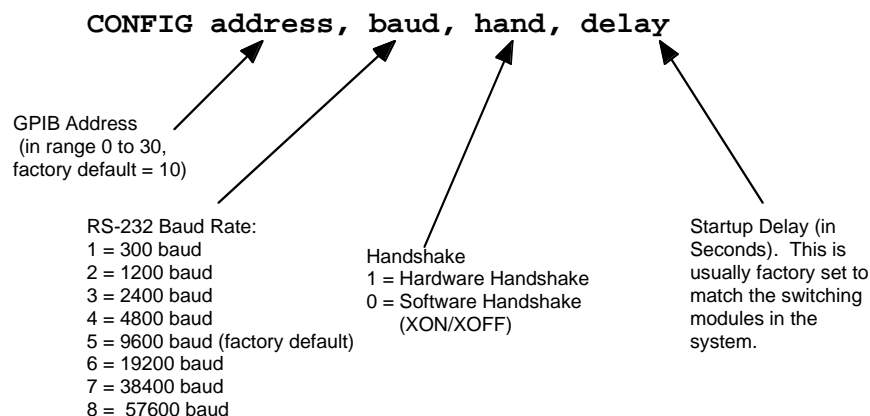 CONFIG address, baud, hand, delay
GPIB Address
(in range 0 to 30,
factory default = 10)
RS-232 Baud Rate:
1 = 300 baud
2 = 1200 baud
3 = 2400 baud
4 = 4800 baud
5 = 9600 baud (factory default)
6 = 19200 baud
7 = 38400 baud
8 = 57600 baud
Handshake
1 = Hardware Handshake
0 = Software Handshake
(XON/XOFF)
Startup Delay (in
Seconds). This is
usually factory set to
match the switching
modules in the
system.